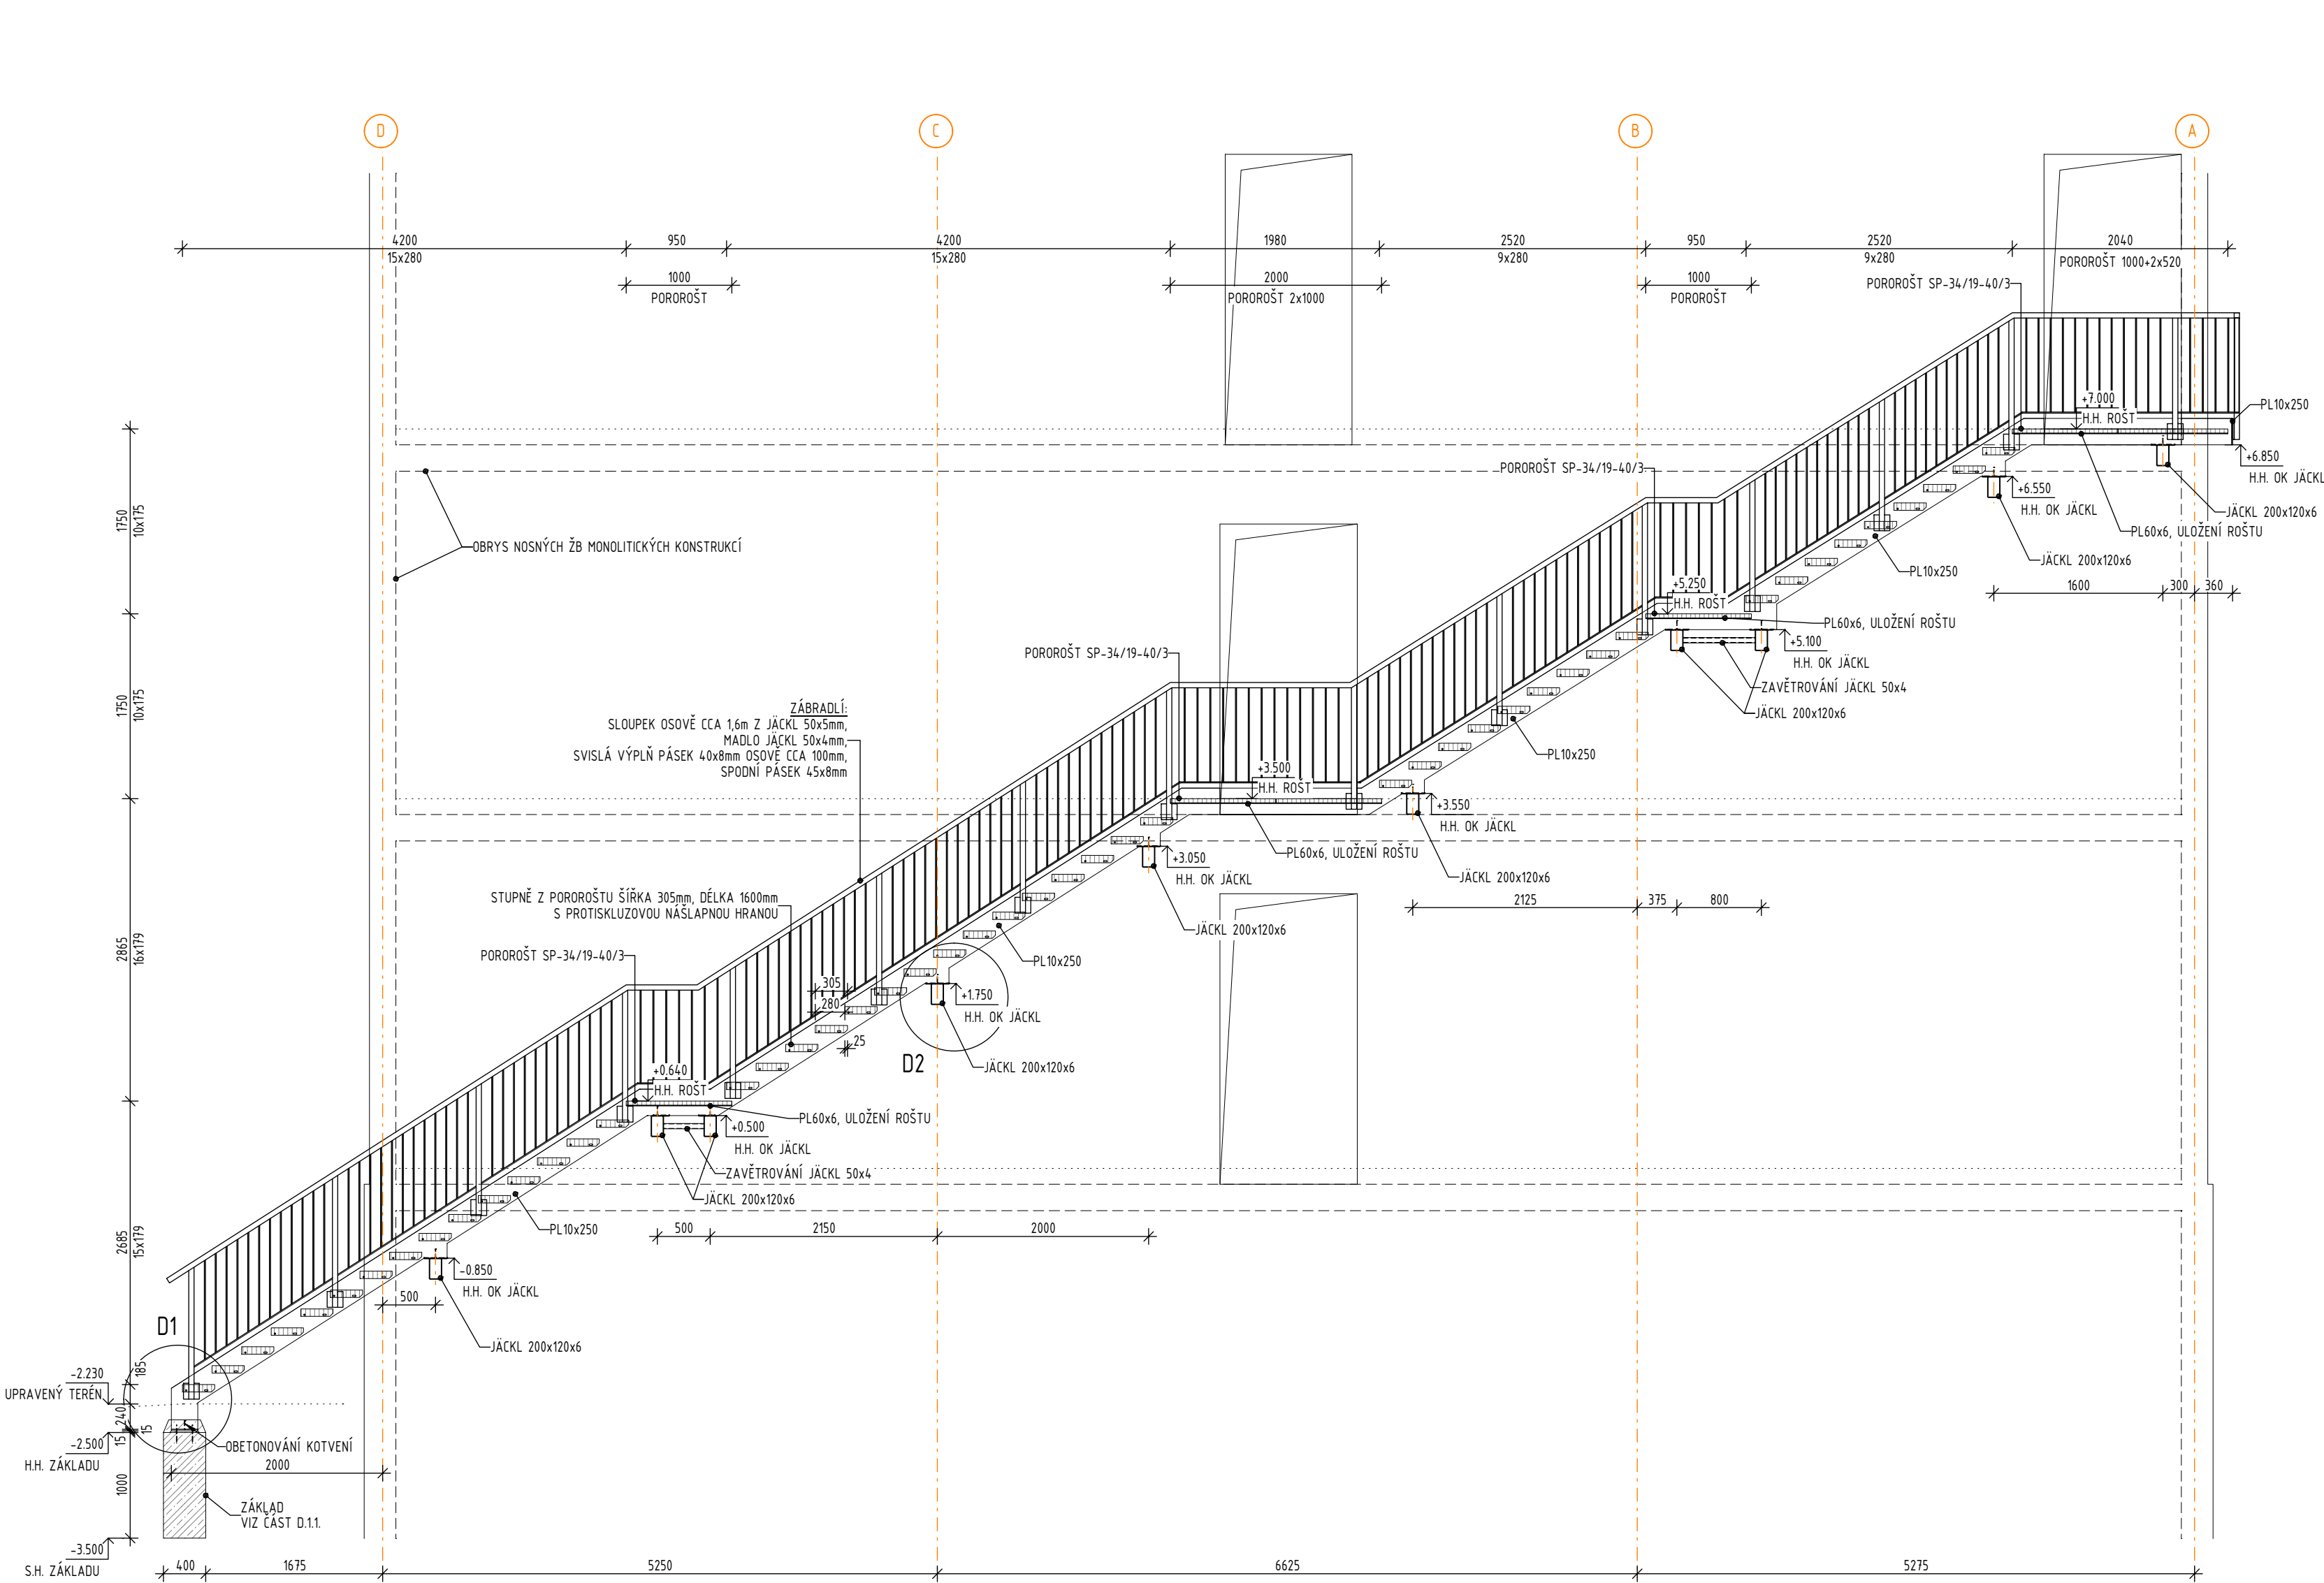 D
C
B
A
4200
950
4200
1980
2520
950
2520
2040
15x280
15x280
9x280
9x280
POROROŠT 1000+2x520
1000
2000
1000
POROROŠT
POROROŠT 2x1000
POROROŠT
POROROŠT SP-34/19-40/3
+7.000
H.H. ROŠT
PL10x250
+6.850
H.H. OK JÄCKL
POROROŠT SP-34/19-40/3
+6.550
H.H. OK JÄCKL
JÄCKL 200x120x6
PL60x6, ULOŽENÍ ROŠTU
JÄCKL 200x120x6
PL10x250
1600
300
360
1750
10x175
OBRYS NOSNÝCH ŽB MONOLITICKÝCH KONSTRUKCÍ
+5.250
H.H. ROŠT
PL60x6, ULOŽENÍ ROŠTU
+5.100
H.H. OK JÄCKL
ZAVĚTROVÁNÍ JÄCKL 50x4
JÄCKL 200x120x6
POROROŠT SP-34/19-40/3
1750
10x175
ZÁBRADLÍ:
SLOUPEK OSOVĚ CCA 1,6m Z JÄCKL 50x5mm,
MADLO JÄCKL 50x4mm,
SVISLÁ VÝPLŇ PÁSEK 40x8mm OSOVĚ CCA 100mm,
SPODNÍ PÁSEK 45x8mm
PL10x250
+3.500
H.H. ROŠT
+3.550
H.H. OK JÄCKL
PL60x6, ULOŽENÍ ROŠTU
+3.050
H.H. OK JÄCKL
JÄCKL 200x120x6
2125
375
800
STUPNĚ Z POROROŠTU ŠÍŘKA 305mm, DÉLKA 1600mm
S PROTISKLUZOVOU NÁŠLAPNOU HRANOU
JÄCKL 200x120x6
POROROŠT SP-34/19-40/3
PL10x250
2865
16x179
305
280
25
+1.750
H.H. OK JÄCKL
D2
JÄCKL 200x120x6
+0.640
H.H. ROŠT
PL60x6, ULOŽENÍ ROŠTU
+0.500
H.H. OK JÄCKL
ZAVĚTROVÁNÍ JÄCKL 50x4
JÄCKL 200x120x6
PL10x250
500
2150
2000
2685
15x179
-0.850
H.H. OK JÄCKL
500
JÄCKL 200x120x6
D1
185
-2.230
UPRAVENÝ TERÉN
240
15
15
-2.500
H.H. ZÁKLADU
OBETONOVÁNÍ KOTVENÍ
2000
1000
ZÁKLAD
VIZ ČÁST D.1.1.
-3.500
S.H. ZÁKLADU
400
1675
5250
6625
5275